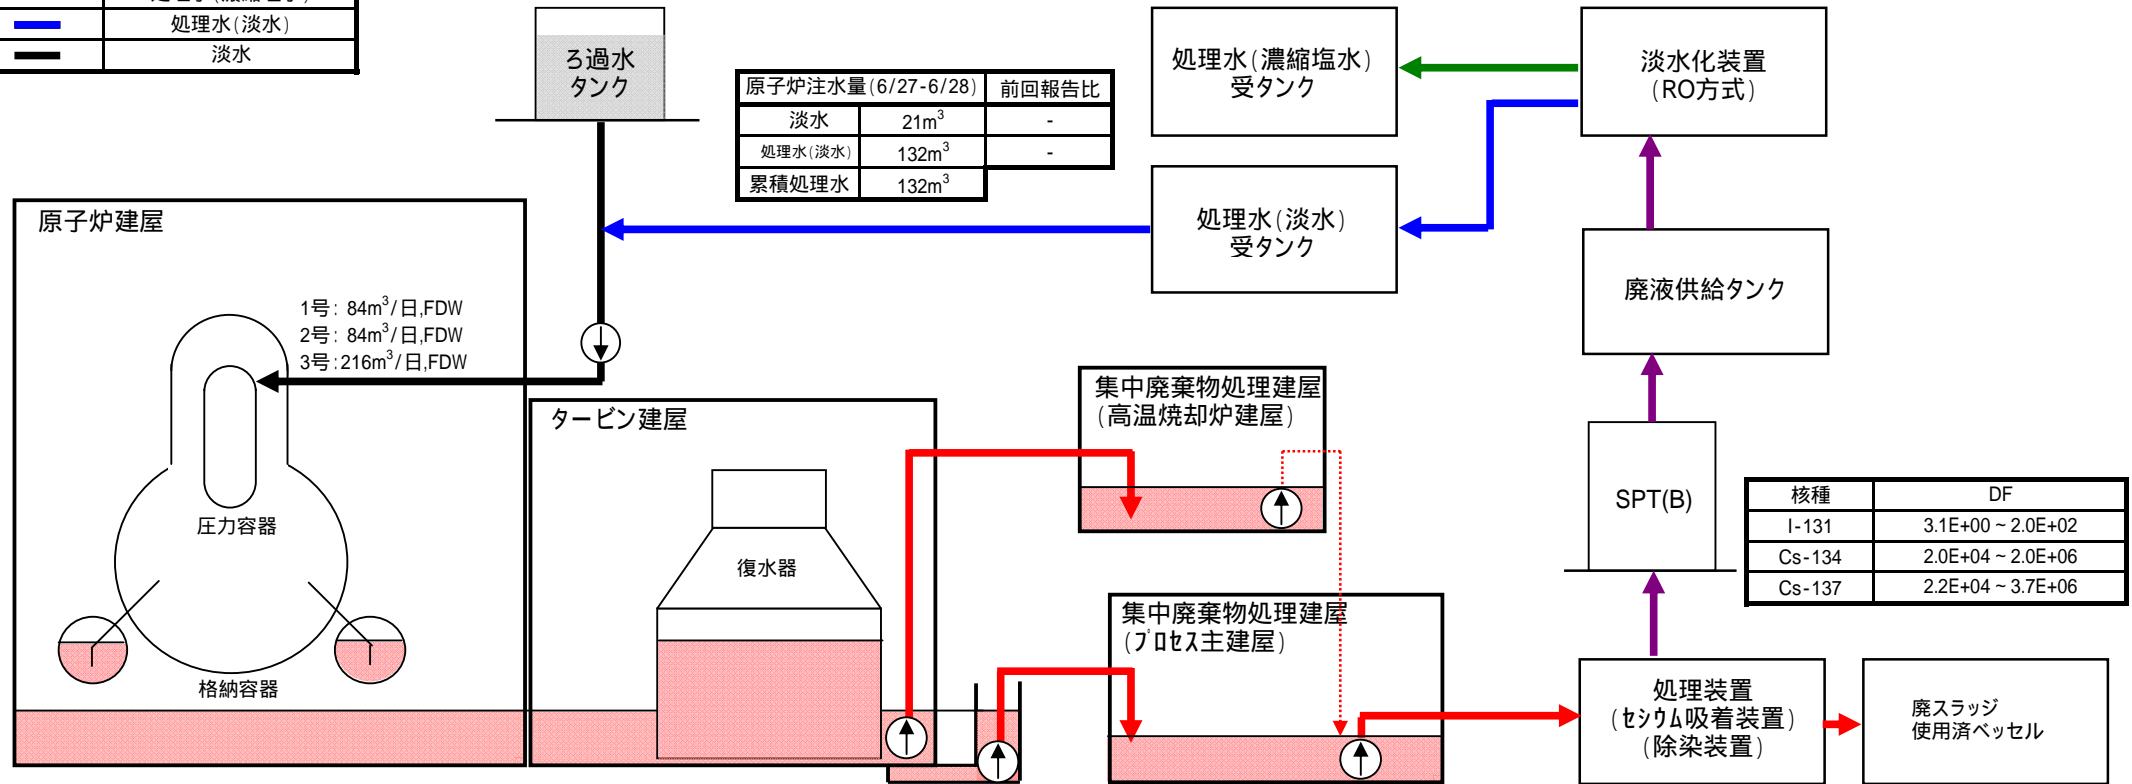 処理水(淡水)
淡水
ろ過水
タンク
原子炉注水量(6/27-6/28) 前回報告比
淡水 21m³ -
処理水(淡水) 132m³ -
累積処理水 132m³
処理水(濃縮塩水)
受タンク
淡水化装置
(RO方式)
処理水(淡水)
受タンク
廃液供給タンク
原子炉建屋
1号: 84m³/日,FDW
2号: 84m³/日,FDW
3号:216m³/日,FDW
圧力容器
格納容器
タービン建屋
復水器
集中廃棄物処理建屋
(高温焼却炉建屋)
SPT(B)
核種 DF
I-131 3.1E+00 ~ 2.0E+02
Cs-134 2.0E+04 ~ 2.0E+06
Cs-137 2.2E+04 ~ 3.7E+06
集中廃棄物処理建屋
(ﾌﾟﾛｾｽ主建屋)
処理装置
(ｾｼｳﾑ吸着装置)
(除染装置)
廃スラッジ
使用済ベッセル